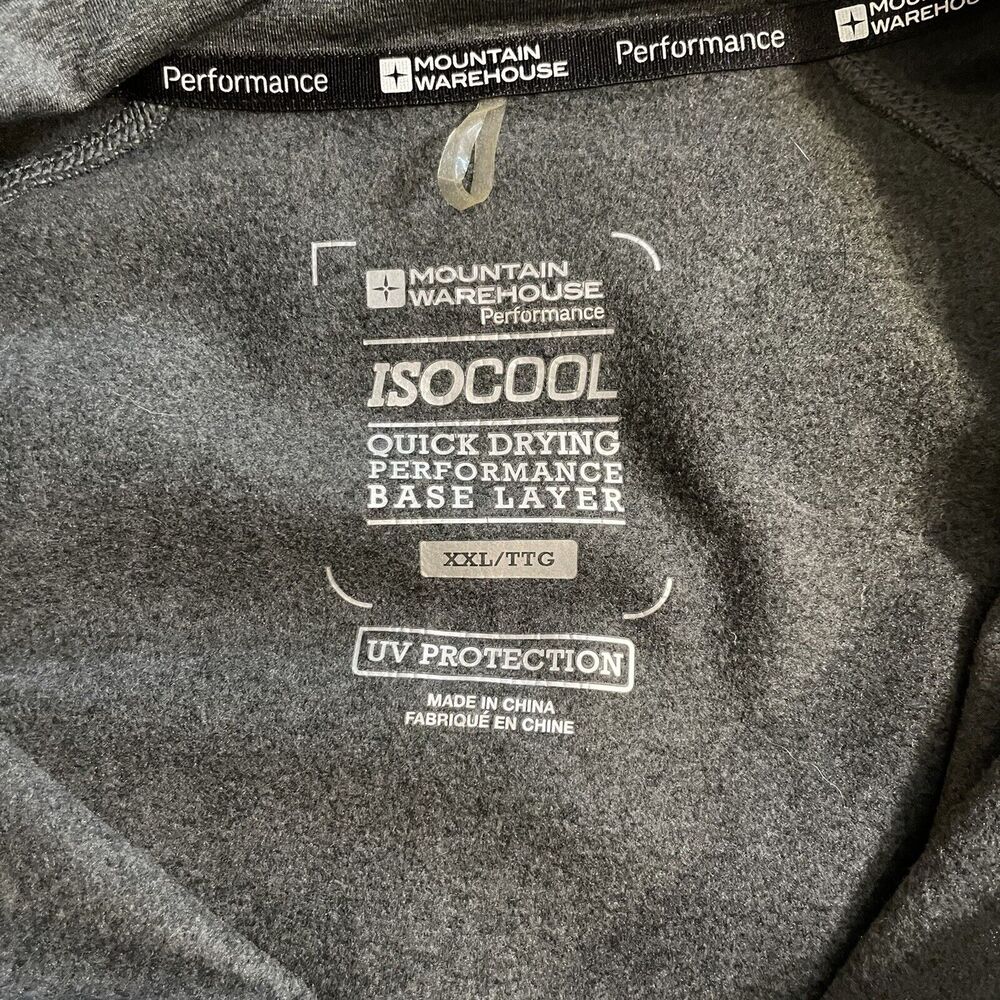 Performance MOUNTAIN WAREHOUSE Performance MOUNTAIN WAREHOUSE
MOUNTAIN
WAREHOUSE
Performance
ISOCOOL
QUICK DRYING
PERFORMANCE
BASE LAYER
XXL/TTG
UV PROTECTION
MADE IN CHINA
FABRIQUÉ EN CHINE